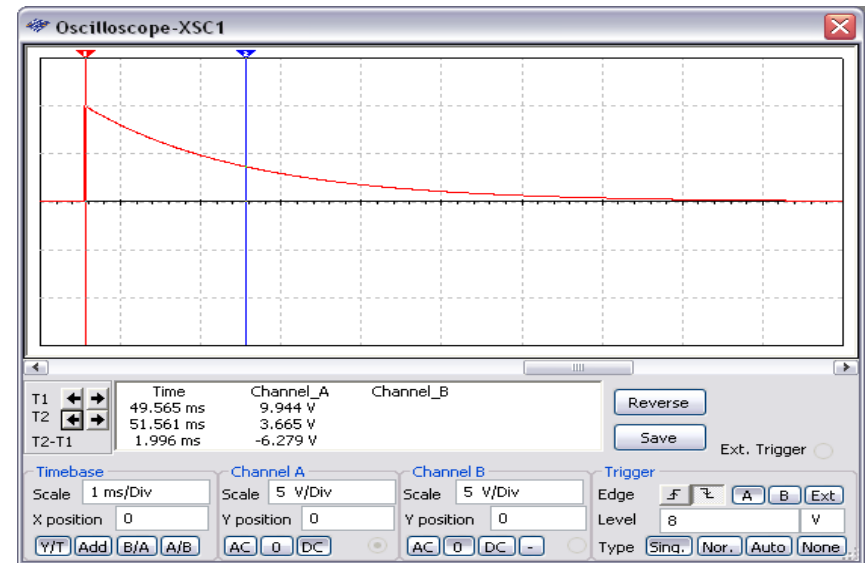 Oscilloscope-XSC1
1
2
Time Channel_A Channel_B
T1 49.565 ms 9.944 V
T2 51.561 ms 3.665 V
T2-T1 1.996 ms -6.279 V
Reverse
Save
Ext. Trigger
Timebase
Scale 1 ms/Div
X position 0
Y/T Add B/A A/B
Channel A
Scale 5 V/Div
Y position 0
AC 0 DC
Channel B
Scale 5 V/Div
Y position 0
AC 0 DC -
Trigger
Edge A B Ext
Level 8 V
Type Sing. Nor. Auto None